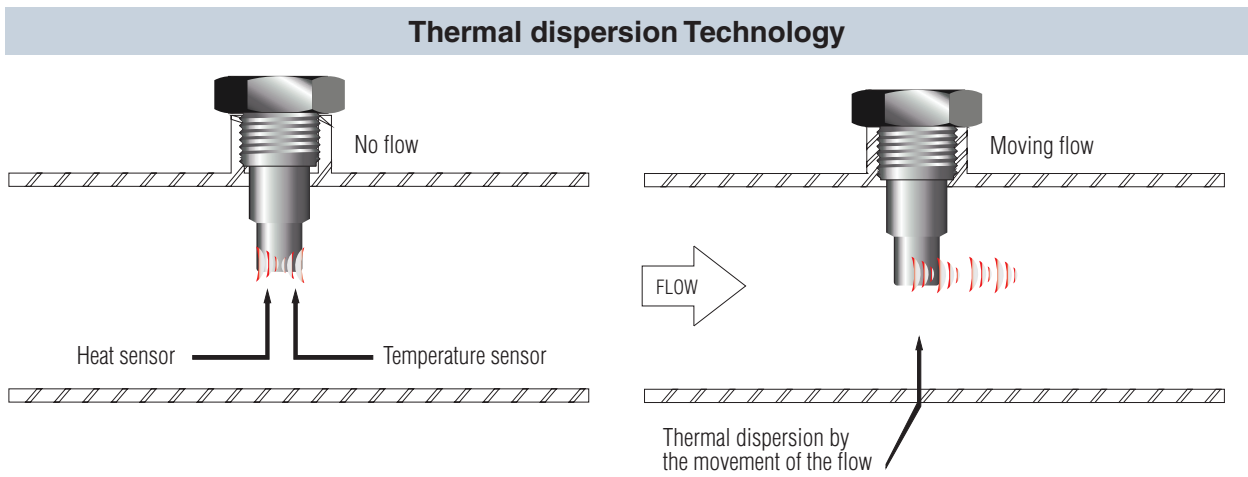 Thermal dispersion Technology
No flow
Heat sensor
Temperature sensor
Moving flow
FLOW
Thermal dispersion by
the movement of the flow